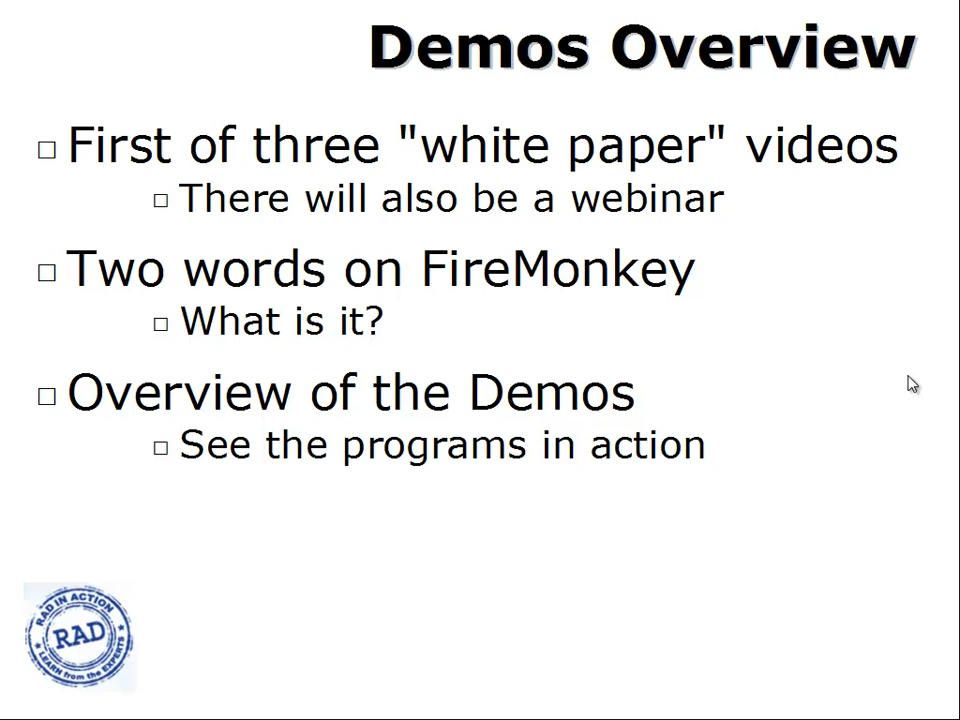 Demos Overview
First of three "white paper" videos
There will also be a webinar
Two words on FireMonkey
What is it?
Overview of the Demos
See the programs in action
RAD IN ACTION
RAD
LEARN from the EXPERTS